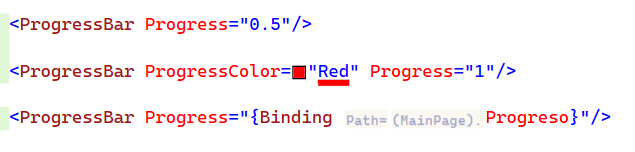 <ProgressBar Progress="0.5"/>
<ProgressBar ProgressColor="Red" Progress="1"/>
<ProgressBar Progress="{Binding Path=(MainPage).Progreso}"/>